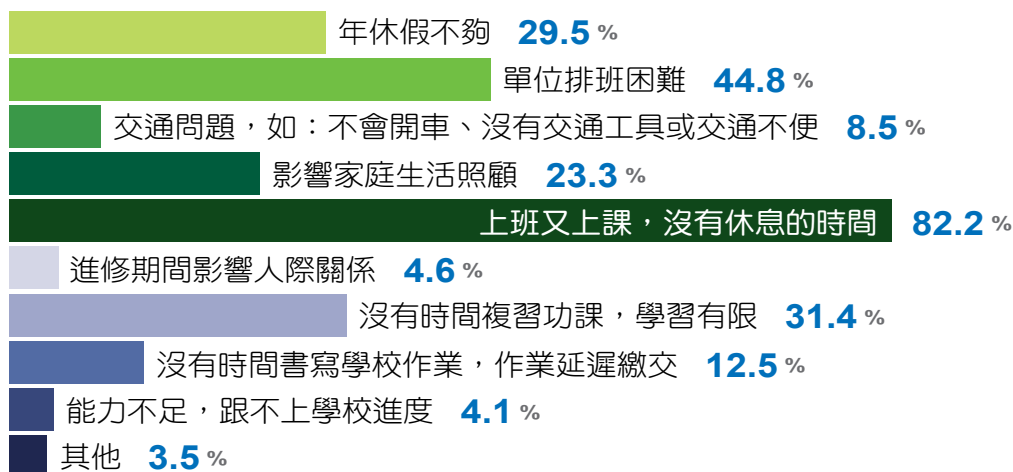 年休假不夠 29.5 %
單位排班困難 44.8 %
交通問題，如：不會開車、沒有交通工具或交通不便 8.5 %
影響家庭生活照顧 23.3 %
上班又上課，沒有休息的時間 82.2 %
進修期間影響人際關係 4.6 %
沒有時間複習功課，學習有限 31.4 %
沒有時間書寫學校作業，作業延遲繳交 12.5 %
能力不足，跟不上學校進度 4.1 %
其他 3.5 %